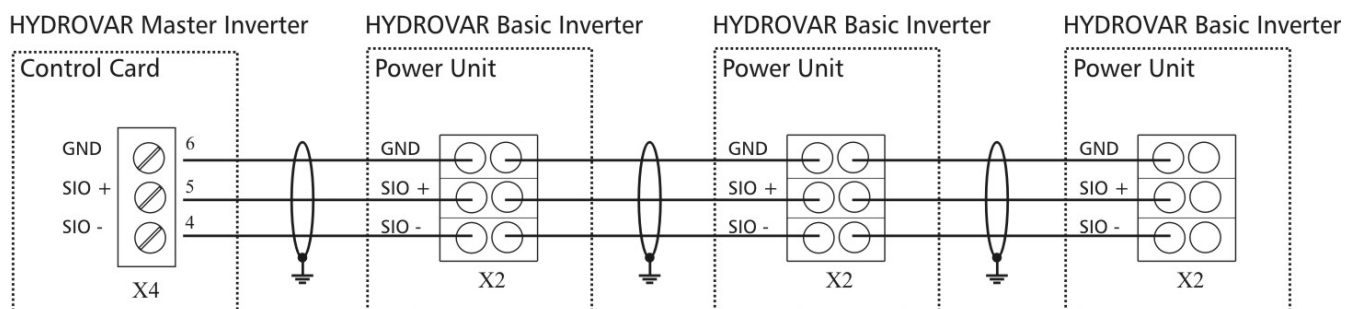 HYDROVAR Master Inverter HYDROVAR Basic Inverter HYDROVAR Basic Inverter HYDROVAR Basic Inverter
Control Card Power Unit Power Unit Power Unit
GND 6 GND GND GND
SIO + 5 SIO + SIO + SIO +
SIO - 4 SIO - SIO - SIO -
X4 X2 X2 X2